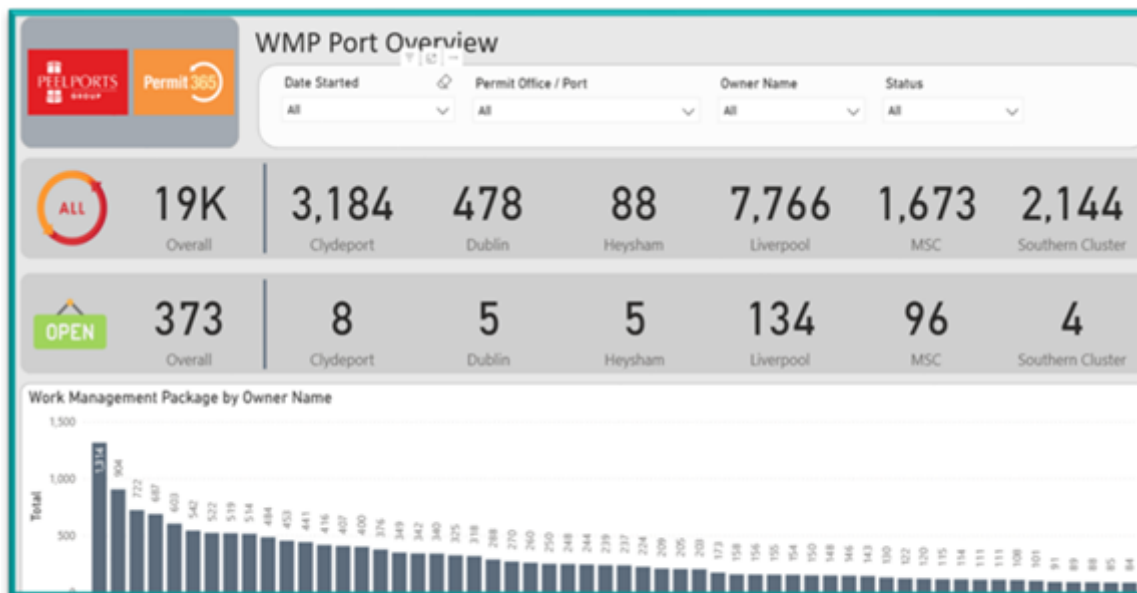 WMP Port Overview
PEEL PORTS
GROUP
Permit 365
Date Started
Permit Office / Port
Owner Name
Status
All
All
All
All
ALL
19K
3,184
478
88
7,766
1,673
2,144
Overall
Clydeport
Dublin
Heysham
Liverpool
MSC
Southern Cluster
OPEN
373
8
5
5
134
96
4
Overall
Clydeport
Dublin
Heysham
Liverpool
MSC
Southern Cluster
Work Management Package by Owner Name
1,500
1,000
500
0
Total
1,314
904
722
687
603
542
522
519
514
484
453
441
416
407
400
376
349
342
340
325
318
288
270
260
250
248
244
239
237
224
209
205
203
173
158
156
155
154
150
148
146
143
130
122
120
115
114
111
111
108
101
91
89
88
85
84